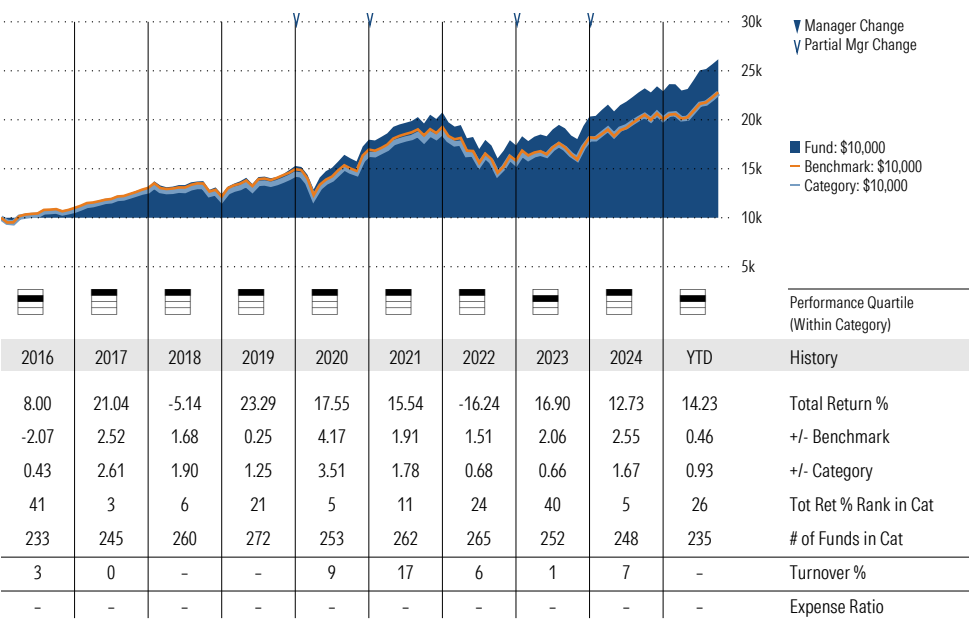 30k
25k
20k
15k
10k
5k
Manager Change
Partial Mgr Change
Fund: $10,000
Benchmark: $10,000
Category: $10,000
Performance Quartile
(Within Category)
2016 2017 2018 2019 2020 2021 2022 2023 2024 YTD History
8.00 21.04 -5.14 23.29 17.55 15.54 -16.24 16.90 12.73 14.23 Total Return %
-2.07 2.52 1.68 0.25 4.17 1.91 1.51 2.06 2.55 0.46 +/- Benchmark
0.43 2.61 1.90 1.25 3.51 1.78 0.68 0.66 1.67 0.93 +/- Category
41 3 6 21 5 11 24 40 5 26 Tot Ret % Rank in Cat
233 245 260 272 253 262 265 252 248 235 # of Funds in Cat
3 0 – – 9 17 6 1 7 – Turnover %
– – – – – – – – – – Expense Ratio